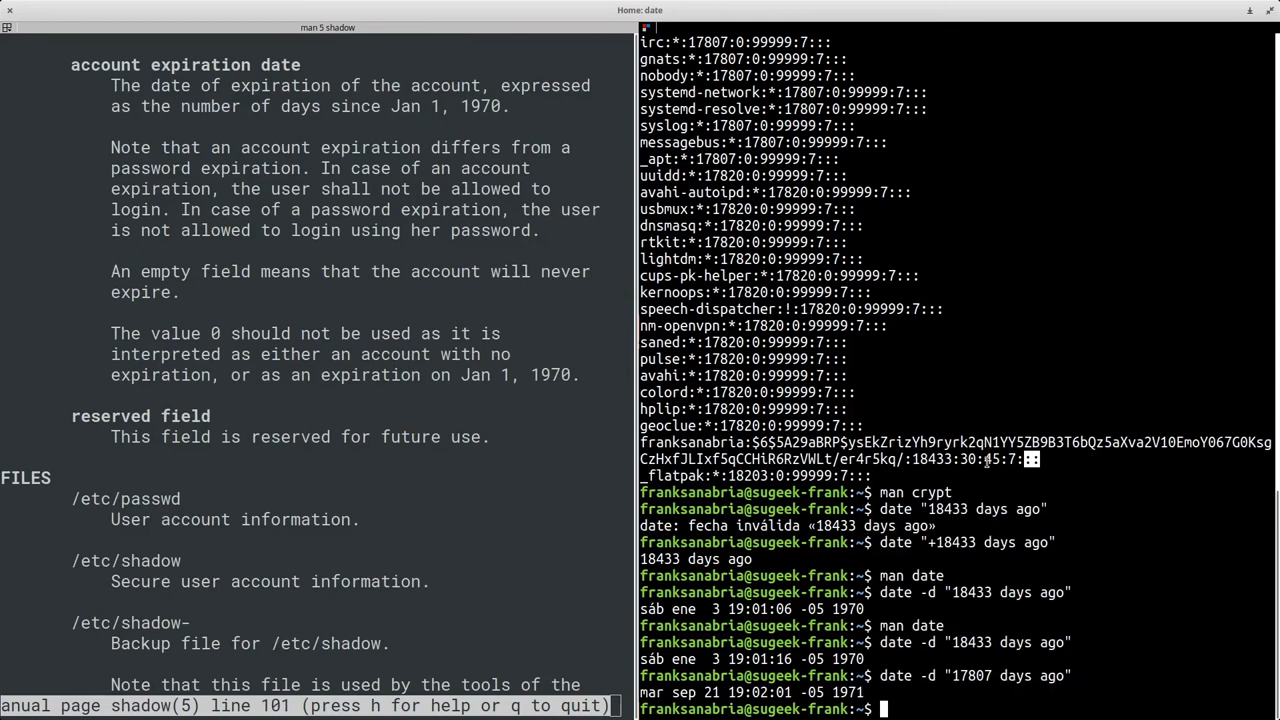 Home: date
man 5 shadow
account expiration date
The date of expiration of the account, expressed
as the number of days since Jan 1, 1970.
Note that an account expiration differs from a
password expiration. In case of an account
expiration, the user shall not be allowed to
login. In case of a password expiration, the user
is not allowed to login using her password.
An empty field means that the account will never
expire.
The value 0 should not be used as it is
interpreted as either an account with no
expiration, or as an expiration on Jan 1, 1970.
reserved field
This field is reserved for future use.
FILES
/etc/passwd
User account information.
/etc/shadow
Secure user account information.
/etc/shadow-
Backup file for /etc/shadow.
Note that this file is used by the tools of the
anual page shadow(5) line 101 (press h for help or q to quit)
irc:*:17807:0:99999:7:::
gnats:*:17807:0:99999:7:::
nobody:*:17807:0:99999:7:::
systemd-network:*:17807:0:99999:7:::
systemd-resolve:*:17807:0:99999:7:::
syslog:*:17807:0:99999:7:::
messagebus:*:17807:0:99999:7:::
_apt:*:17807:0:99999:7:::
uuidd:*:17820:0:99999:7:::
avahi-autoipd:*:17820:0:99999:7:::
usbmux:*:17820:0:99999:7:::
dnsmasq:*:17820:0:99999:7:::
rtkit:*:17820:0:99999:7:::
lightdm:*:17820:0:99999:7:::
cups-pk-helper:*:17820:0:99999:7:::
kernoops:*:17820:0:99999:7:::
speech-dispatcher:!:17820:0:99999:7:::
nm-openvpn:*:17820:0:99999:7:::
saned:*:17820:0:99999:7:::
pulse:*:17820:0:99999:7:::
avahi:*:17820:0:99999:7:::
colord:*:17820:0:99999:7:::
hplip:*:17820:0:99999:7:::
geoclue:*:17820:0:99999:7:::
franksanabria:$6$5A29aBRP$ysEkZrizYh9ryrk2qN1YY5ZB9B3T6bQz5aXva2V10EmoY067G0Ksg
CzHxfJLIxf5qCCHiR6RzVWLt/er4r5kq/:18433:30:45:7:::
_flatpak:*:18203:0:99999:7:::
franksanabria@sugeek-frank:~$ man crypt
franksanabria@sugeek-frank:~$ date "18433 days ago"
date: fecha inválida «18433 days ago»
franksanabria@sugeek-frank:~$ date "+18433 days ago"
18433 days ago
franksanabria@sugeek-frank:~$ man date
franksanabria@sugeek-frank:~$ date -d "18433 days ago"
sáb ene  3 19:01:06 -05 1970
franksanabria@sugeek-frank:~$ man date
franksanabria@sugeek-frank:~$ date -d "18433 days ago"
sáb ene  3 19:01:16 -05 1970
franksanabria@sugeek-frank:~$ date -d "17807 days ago"
mar sep 21 19:02:01 -05 1971
franksanabria@sugeek-frank:~$